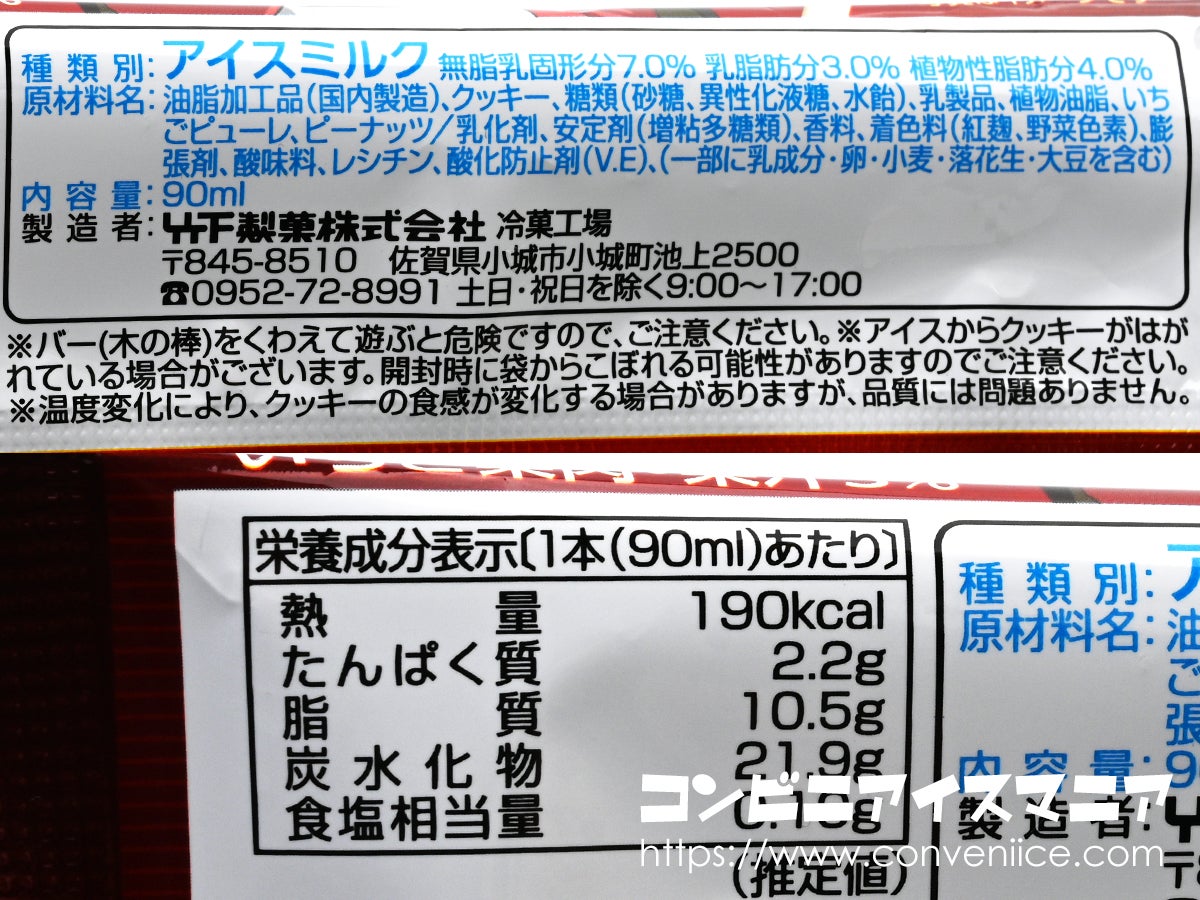 種類別：アイスミルク 無脂乳固形分7.0% 乳脂肪分3.0% 植物性脂肪分4.0%
原材料名：油脂加工品（国内製造）、クッキー、糖類（砂糖、異性化液糖、水飴）、乳製品、植物油脂、いち
ごピューレ、ピーナッツ／乳化剤、安定剤（増粘多糖類）、香料、着色料（紅麹、野菜色素）、膨
張剤、酸味料、レシチン、酸化防止剤（V.E）、（一部に乳成分・卵・小麦・落花生・大豆を含む）
内容量：90ml
製造者：竹下製菓株式会社 冷菓工場
〒845-8510 佐賀県小城市小城町池上2500
☎0952-72-8991 土日・祝日を除く9:00〜17:00
※バー(木の棒)をくわえて遊ぶと危険ですので、ご注意ください。※アイスからクッキーがはが
れている場合がございます。開封時に袋からこぼれる可能性がありますのでご注意ください。
※温度変化により、クッキーの食感が変化する場合がありますが、品質には問題ありません。
栄養成分表示〔1本（90ml）あたり〕
熱量 190kcal
たんぱく質 2.2g
脂質 10.5g
炭水化物 21.9g
食塩相当量
（推定値）
種類別：ア
原材料名：油
ご
張
内容量：90
製造者：竹
〒8
コンビニアイスマニア
https://www.conveniice.com